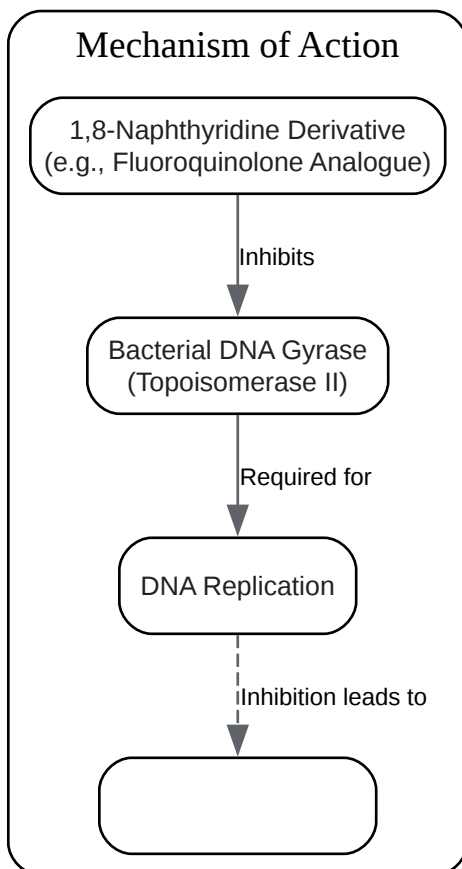 Mechanism of Action
1,8-Naphthyridine Derivative
(e.g., Fluoroquinolone Analogue)
Inhibits
Bacterial DNA Gyrase
(Topoisomerase II)
Required for
DNA Replication
Inhibition leads to